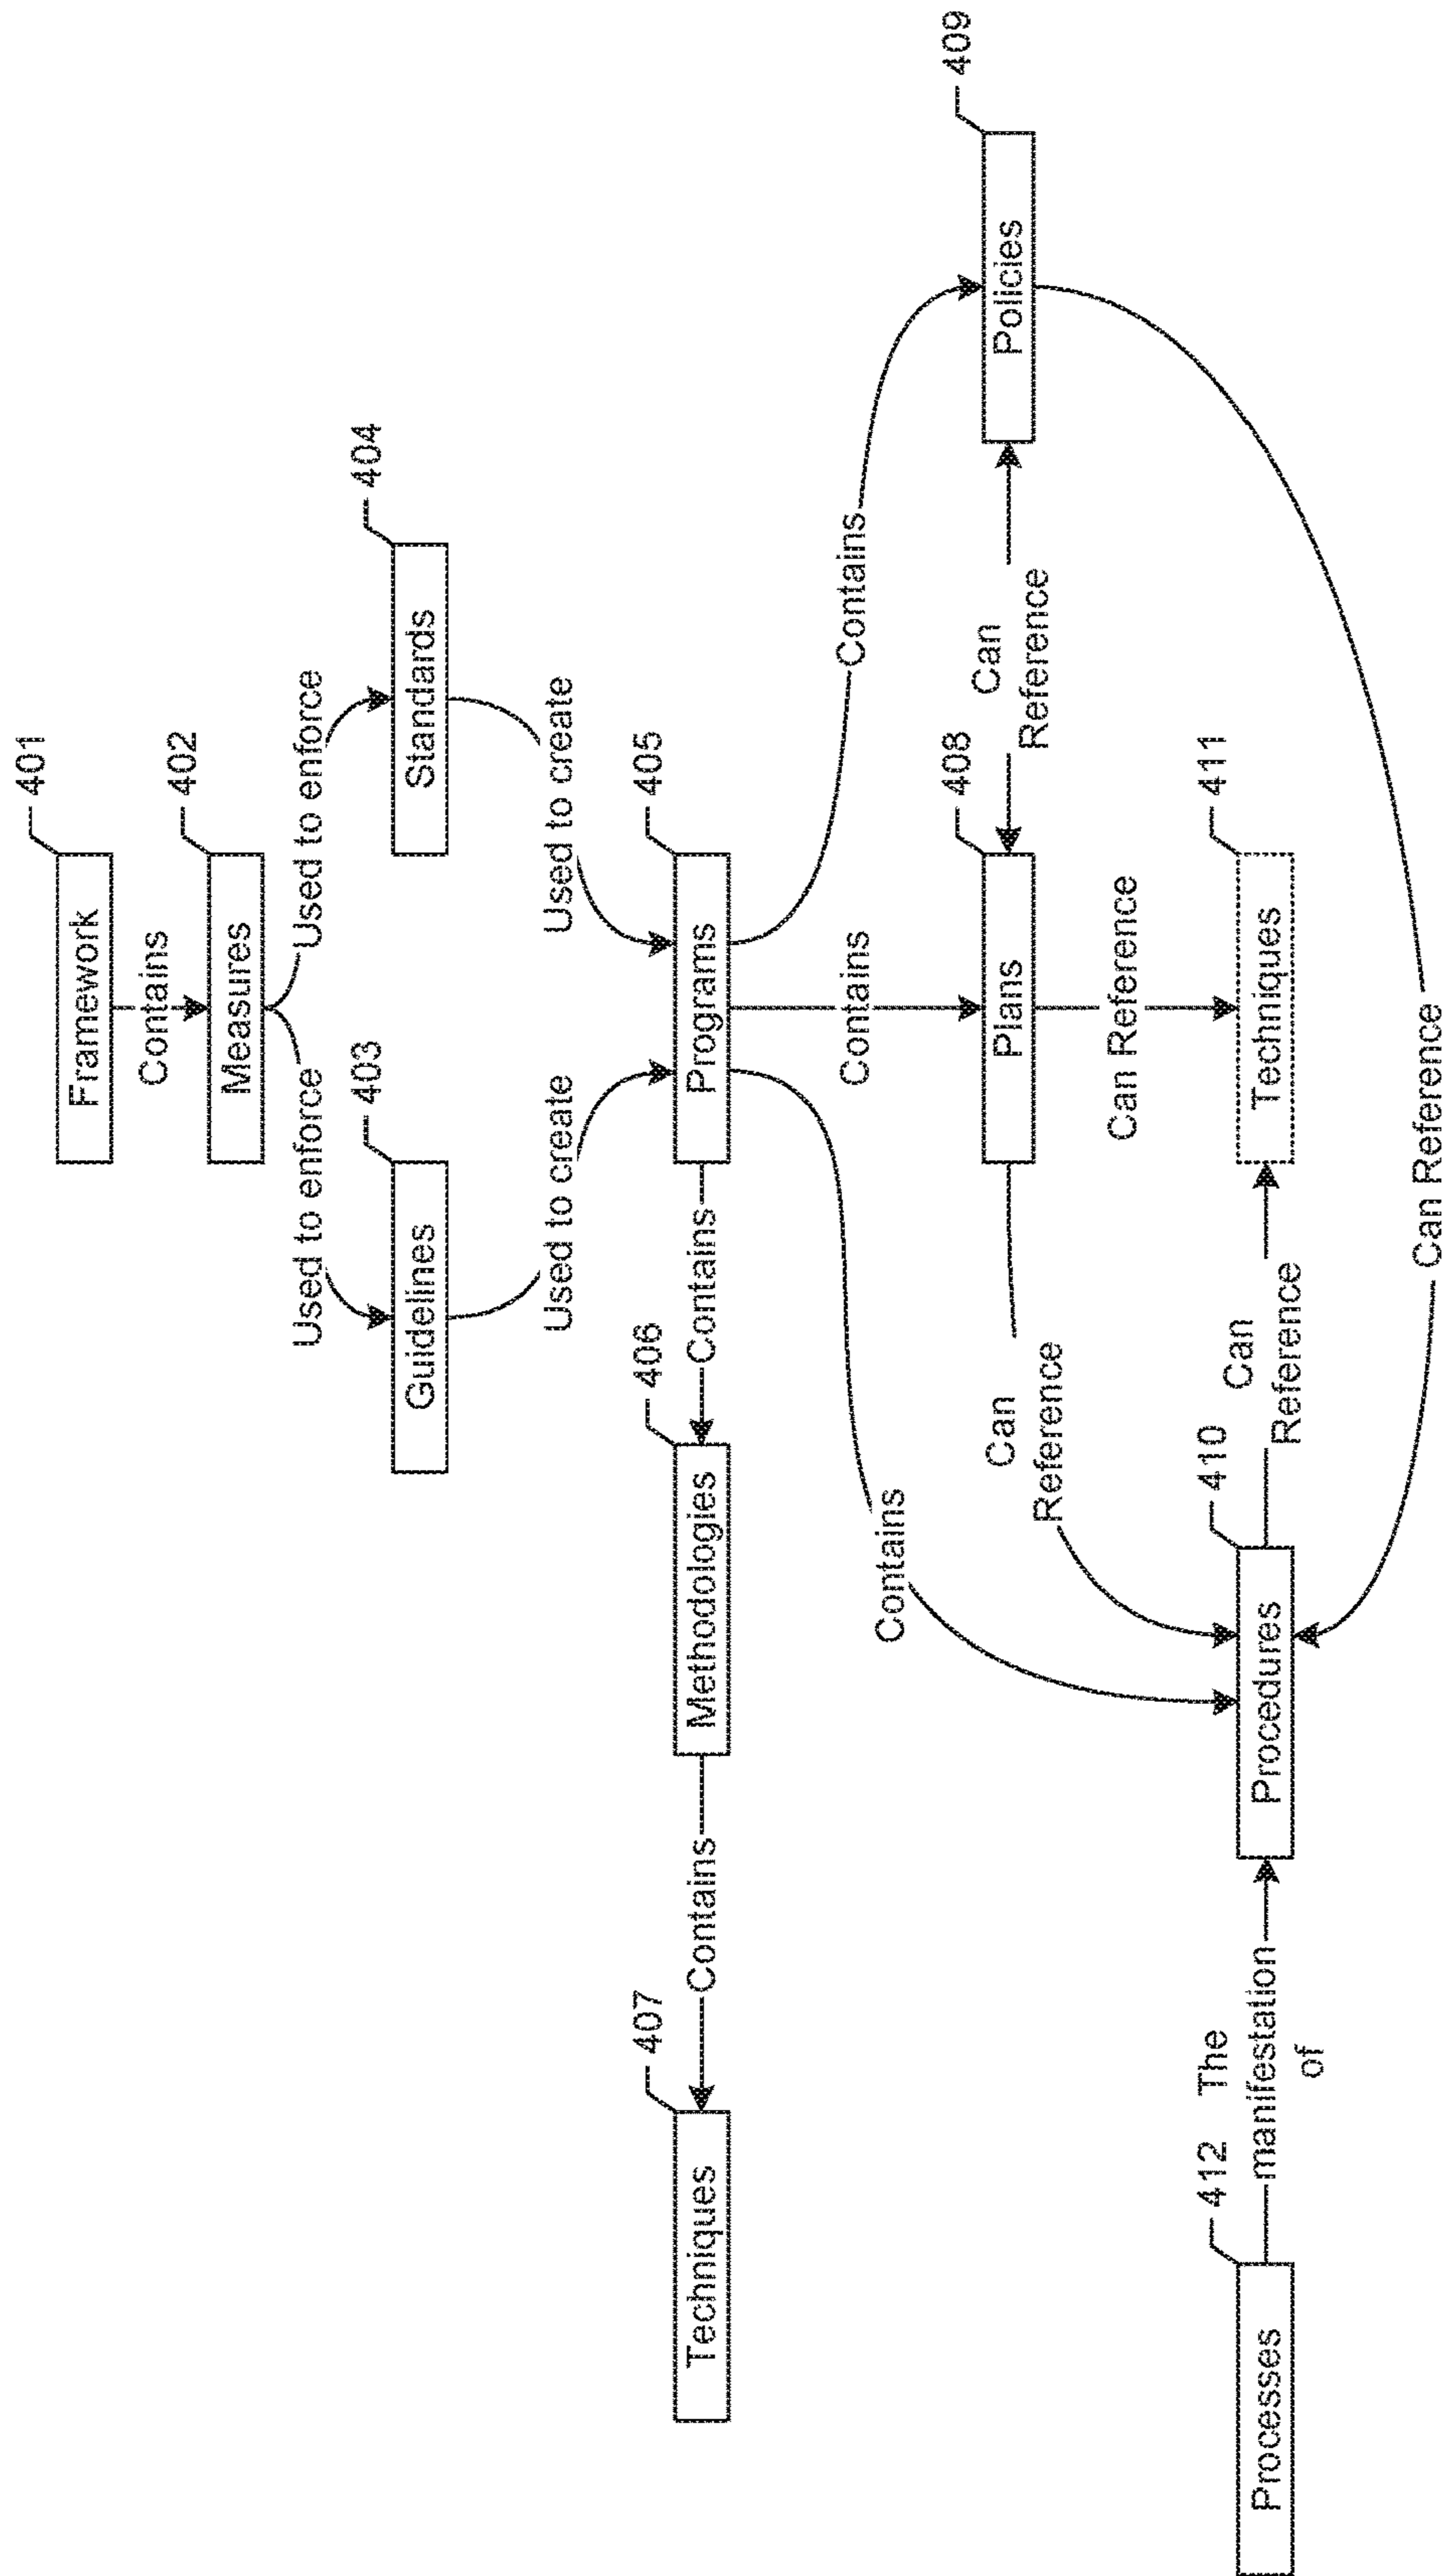 401
Framework
Contains
402
Measures
Used to enforce
Used to enforce
403
404
Guidelines
Standards
Used to create
Used to create
407
406
405
Techniques
Contains
Methodologies
Contains
Programs
Contains
Contains
Contains
408
409
Can
Reference
Plans
Can
Reference
Policies
Can Reference
412
The
manifestation
of
410
Can
Reference
411
Processes
Procedures
Techniques
Can Reference